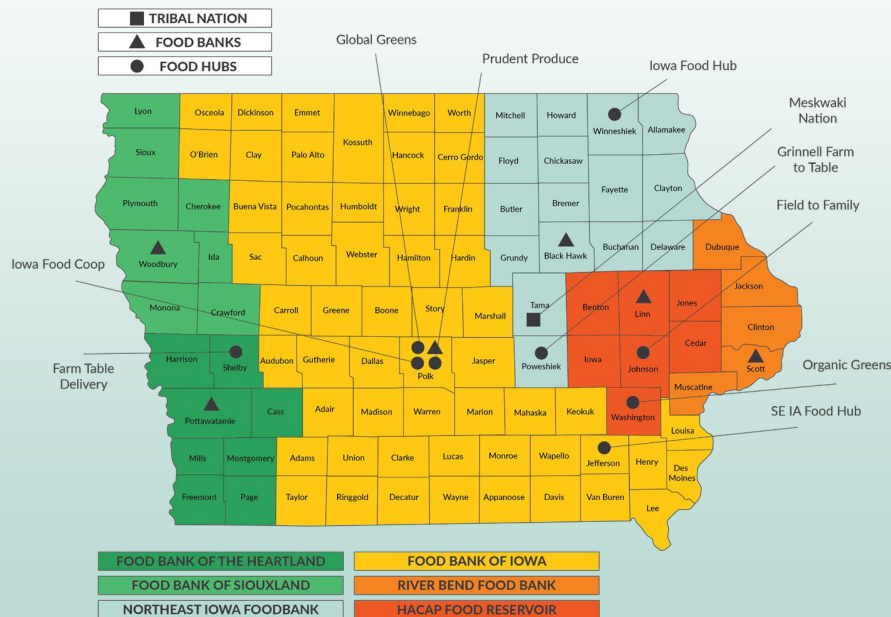 TRIBAL NATION
FOOD BANKS
FOOD HUBS
Global Greens
Prudent Produce
Iowa Food Hub
Meskwaki
Nation
Grinnell Farm
to Table
Field to Family
Iowa Food Coop
Farm Table
Delivery
Organic Greens
SE IA Food Hub
Lyon
Osceola
Dickinson
Emmet
Kossuth
Winnebago
Worth
Mitchell
Howard
Winneshiek
Allamakee
Sioux
O'Brien
Clay
Palo Alto
Hancock
Cerro Gordo
Floyd
Chickasaw
Fayette
Clayton
Plymouth
Cherokee
Buena Vista
Pocahontas
Humboldt
Wright
Franklin
Butler
Bremer
Woodbury
Ida
Sac
Calhoun
Webster
Hamilton
Hardin
Grundy
Black Hawk
Buchanan
Delaware
Dubuque
Monona
Crawford
Carroll
Greene
Boone
Story
Marshall
Tama
Benton
Linn
Jones
Jackson
Clinton
Harrison
Shelby
Audubon
Gutherie
Dallas
Polk
Jasper
Poweshiek
Iowa
Johnson
Cedar
Scott
Muscatine
Pottawatamie
Cass
Adair
Madison
Warren
Marion
Mahaska
Keokuk
Washington
Louisa
Mills
Montgomery
Adams
Union
Clarke
Lucas
Monroe
Wapello
Jefferson
Henry
Des
Moines
Freemont
Page
Taylor
Ringgold
Decatur
Wayne
Appanoose
Davis
Van Buren
Lee
FOOD BANK OF THE HEARTLAND
FOOD BANK OF IOWA
FOOD BANK OF SIOUXLAND
RIVER BEND FOOD BANK
NORTHEAST IOWA FOODBANK
HACAP FOOD RESERVOIR